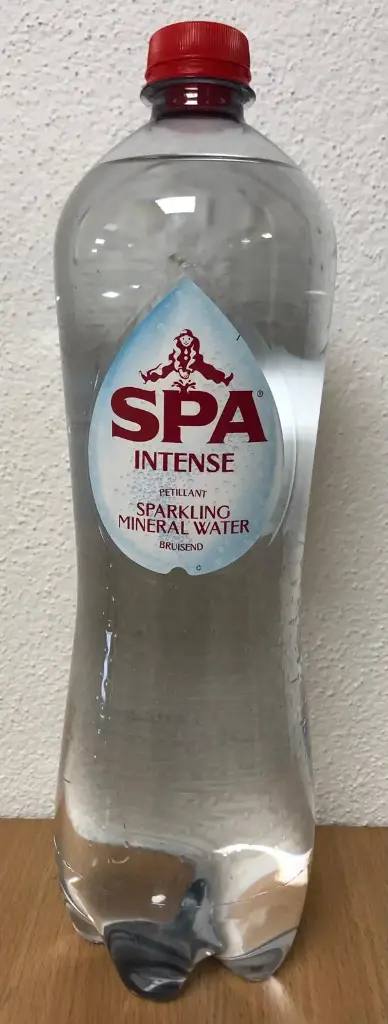 SPA®
INTENSE
PETILLANT
SPARKLING
MINERAL WATER
BRUISEND